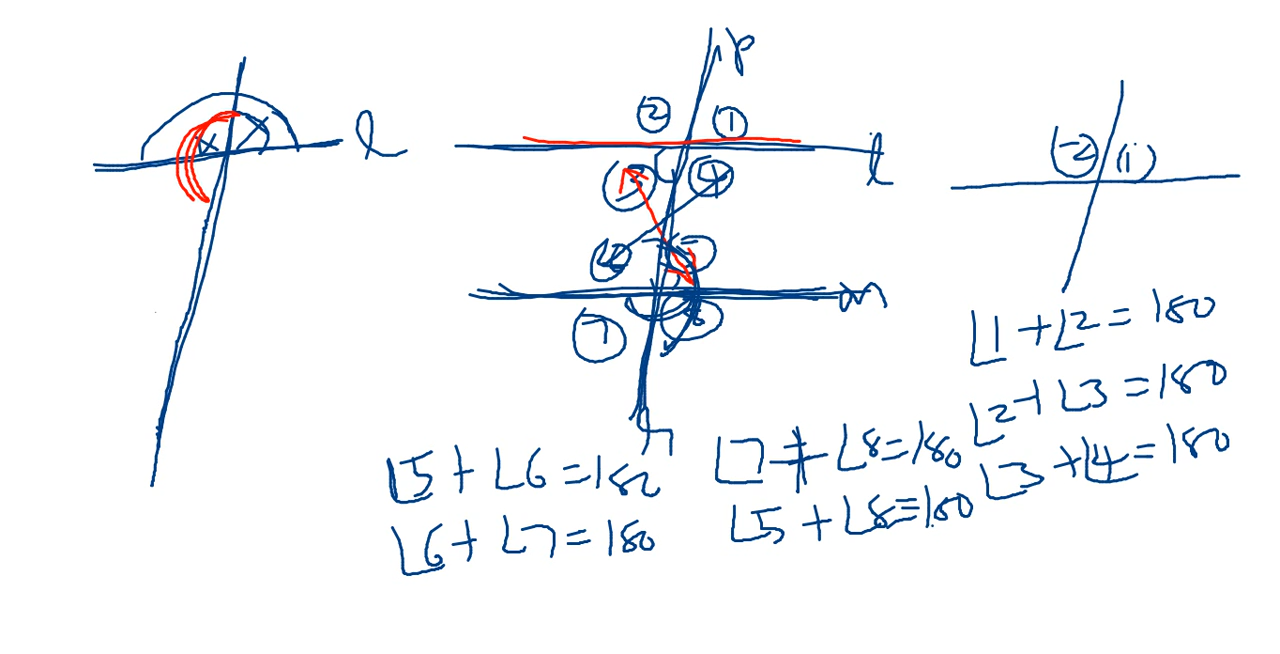 l
p
② ①
l
③ ④
⑤
m
⑦ ⑧
(2) (1)
∠1 + ∠2 = 180
∠2 + ∠3 = 180
∠3 + ∠4 = 180
∠5 + ∠6 = 180
∠6 + ∠7 = 180
∠7 + ∠8 = 180
∠5 + ∠8 = 180